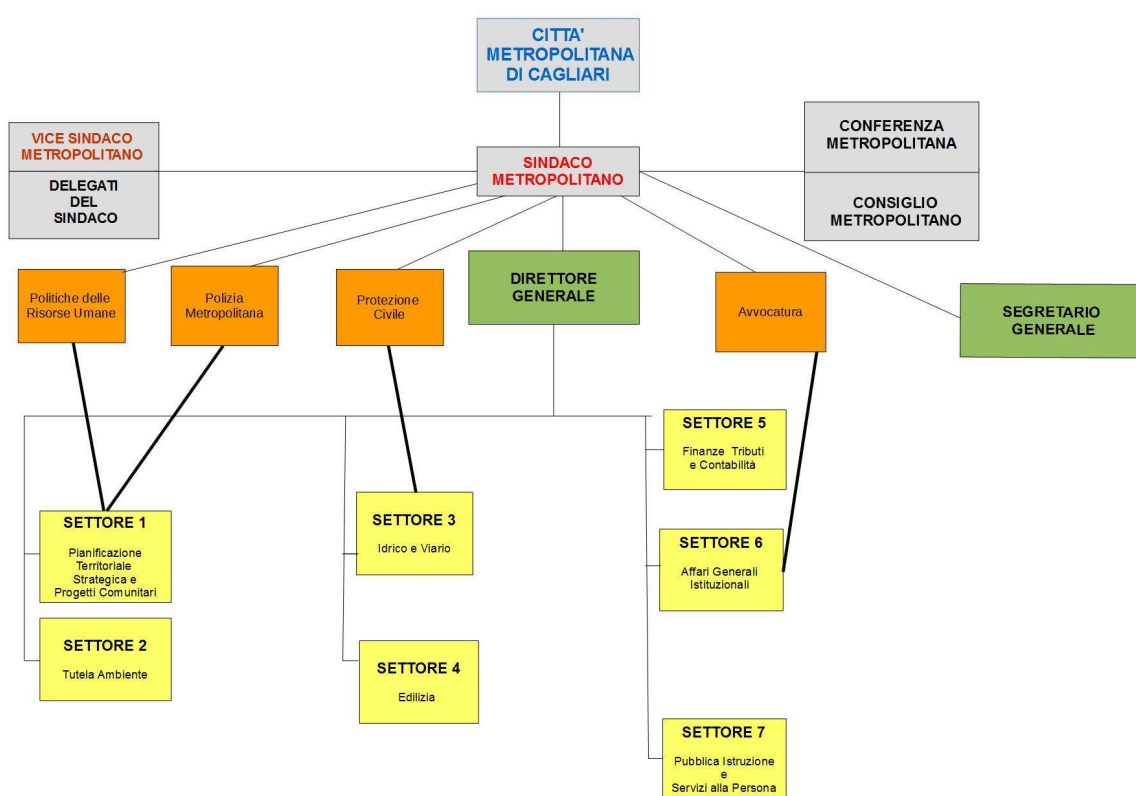 CITTA'
METROPOLITANA
DI CAGLIARI
VICE SINDACO
METROPOLITANO
DELEGATI
DEL
SINDACO
SINDACO
METROPOLITANO
CONFERENZA
METROPOLITANA
CONSIGLIO
METROPOLITANO
Politiche delle
Risorse Umane
Polizia
Metropolitana
Protezione
Civile
DIRETTORE
GENERALE
Avvocatura
SEGRETARIO
GENERALE
SETTORE 1
Pianificazione
Territoriale
Strategica e
Progetti Comunitari
SETTORE 2
Tutela Ambiente
SETTORE 3
Idrico e Viario
SETTORE 4
Edilizia
SETTORE 5
Finanze Tributi
e Contabilità
SETTORE 6
Affari Generali
Istituzionali
SETTORE 7
Pubblica Istruzione
e
Servizi alla Persona